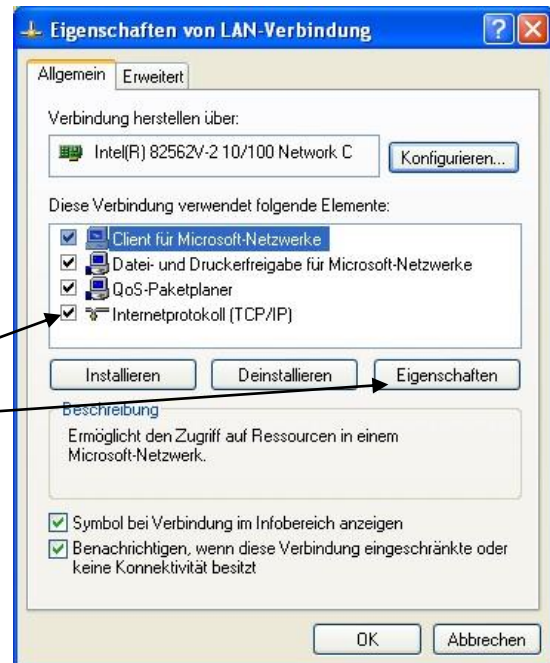 Eigenschaften von LAN-Verbindung
Allgemein Erweitert
Verbindung herstellen über:
Intel(R) 82562V-2 10/100 Network C Konfigurieren...
Diese Verbindung verwendet folgende Elemente:
Client für Microsoft-Netzwerke
Datei- und Druckerfreigabe für Microsoft-Netzwerke
QoS-Paketplaner
Internetprotokoll (TCP/IP)
Installieren Deinstallieren Eigenschaften
Beschreibung
Ermöglicht den Zugriff auf Ressourcen in einem
Microsoft-Netzwerk.
Symbol bei Verbindung im Infobereich anzeigen
Benachrichtigen, wenn diese Verbindung eingeschränkte oder
keine Konnektivität besitzt
OK Abbrechen